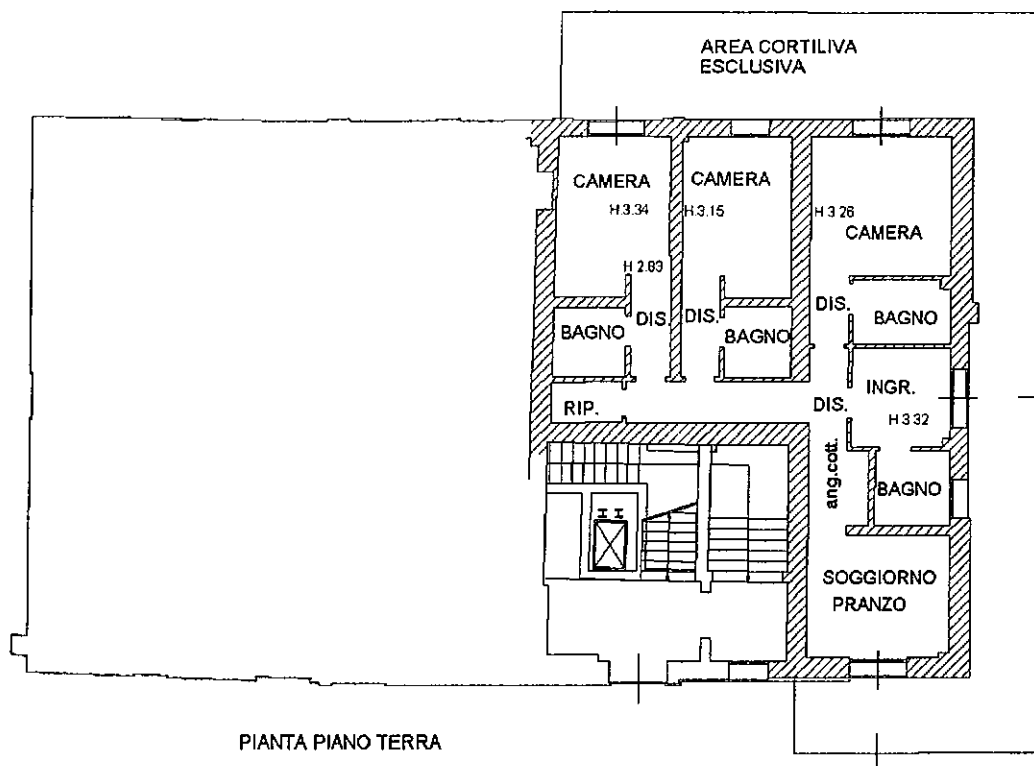 AREA CORTILIVA
ESCLUSIVA
CAMERA
CAMERA
H.3.34
H.3.15
H 3.26
CAMERA
H 2.83
DIS.
DIS.
DIS.
BAGNO
BAGNO
BAGNO
INGR.
RIP.
DIS.
H 3.32
ang.cott.
BAGNO
SOGGIORNO
PRANZO
PIANTA PIANO TERRA